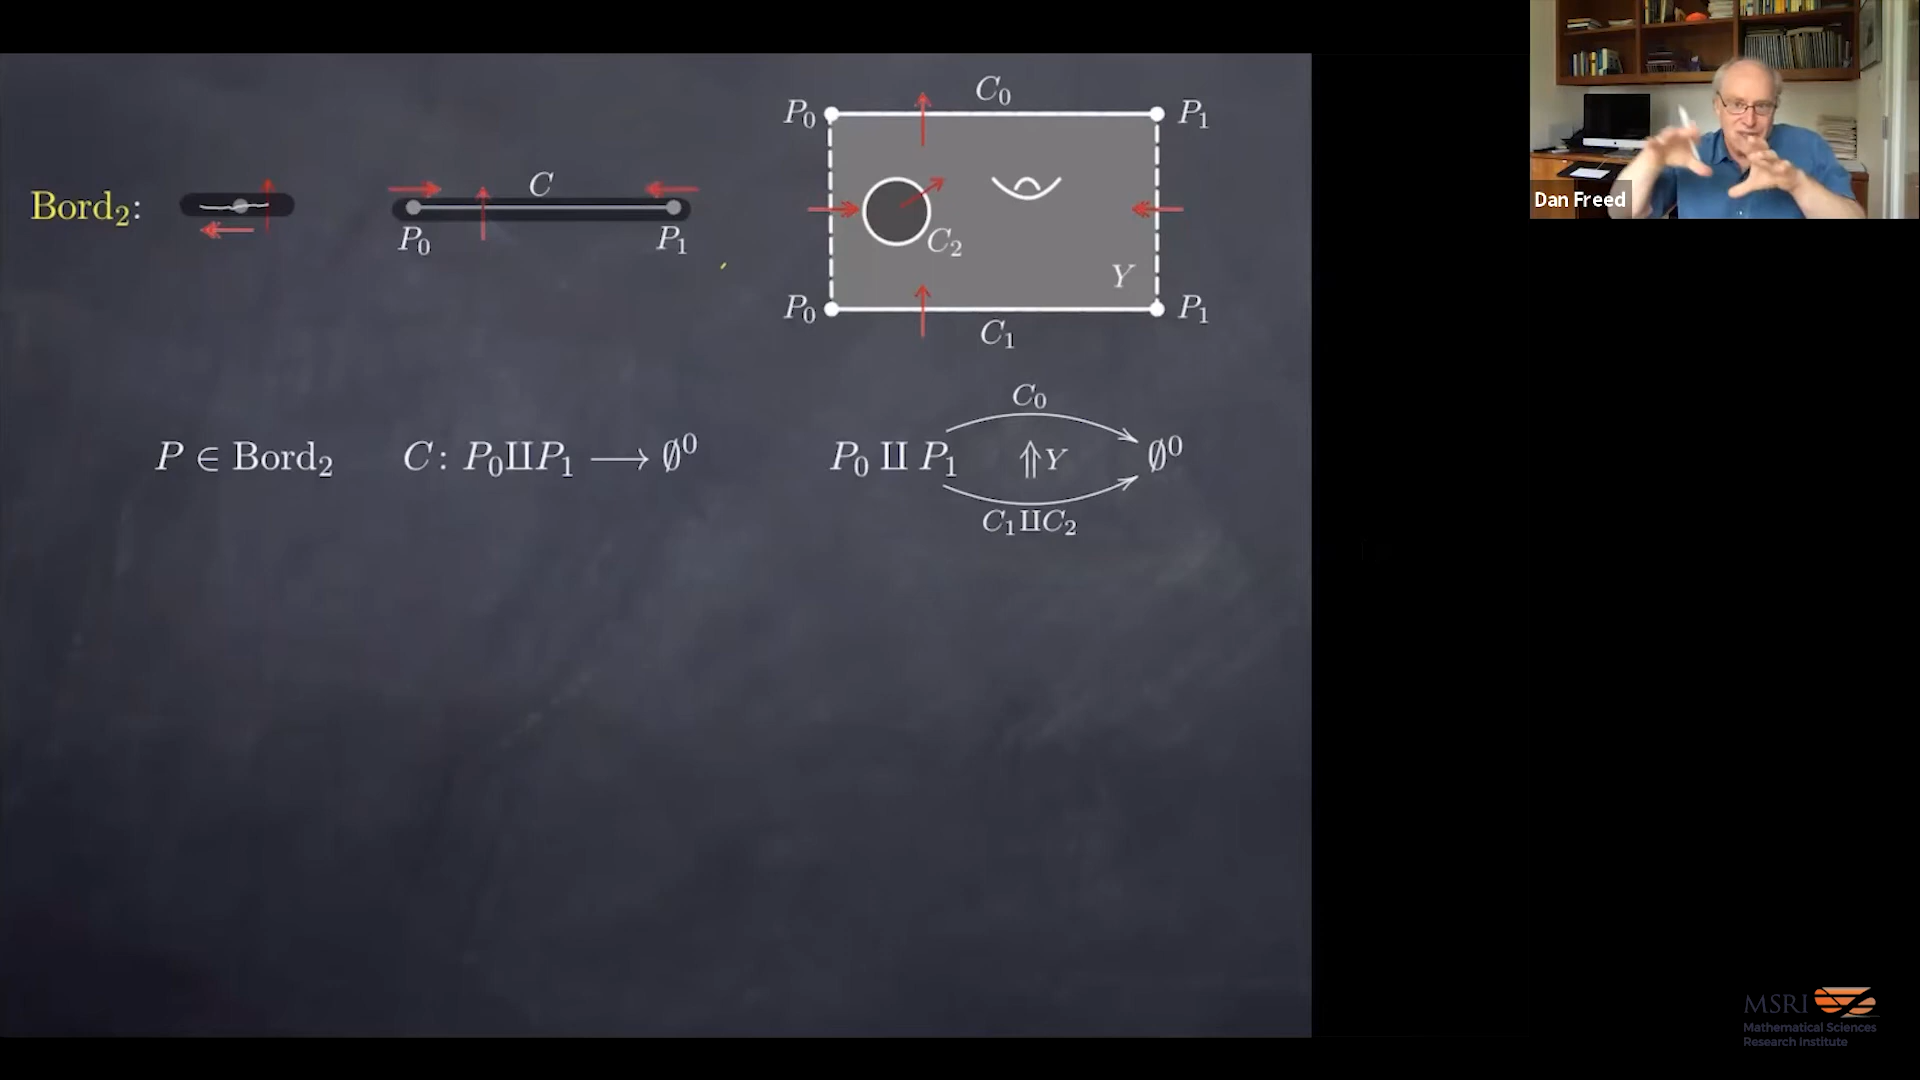 C₀
P₀ P₁
Bord₂: C C₂
P₀ P₁ Y
P₀ P₁
C₁
C₀
P ∈ Bord₂ C: P₀∐P₁ ⟶ ∅⁰ P₀ ∐ P₁ ⇑Y ∅⁰
C₁∐C₂
Dan Freed
MSRI
Mathematical Sciences
Research Institute